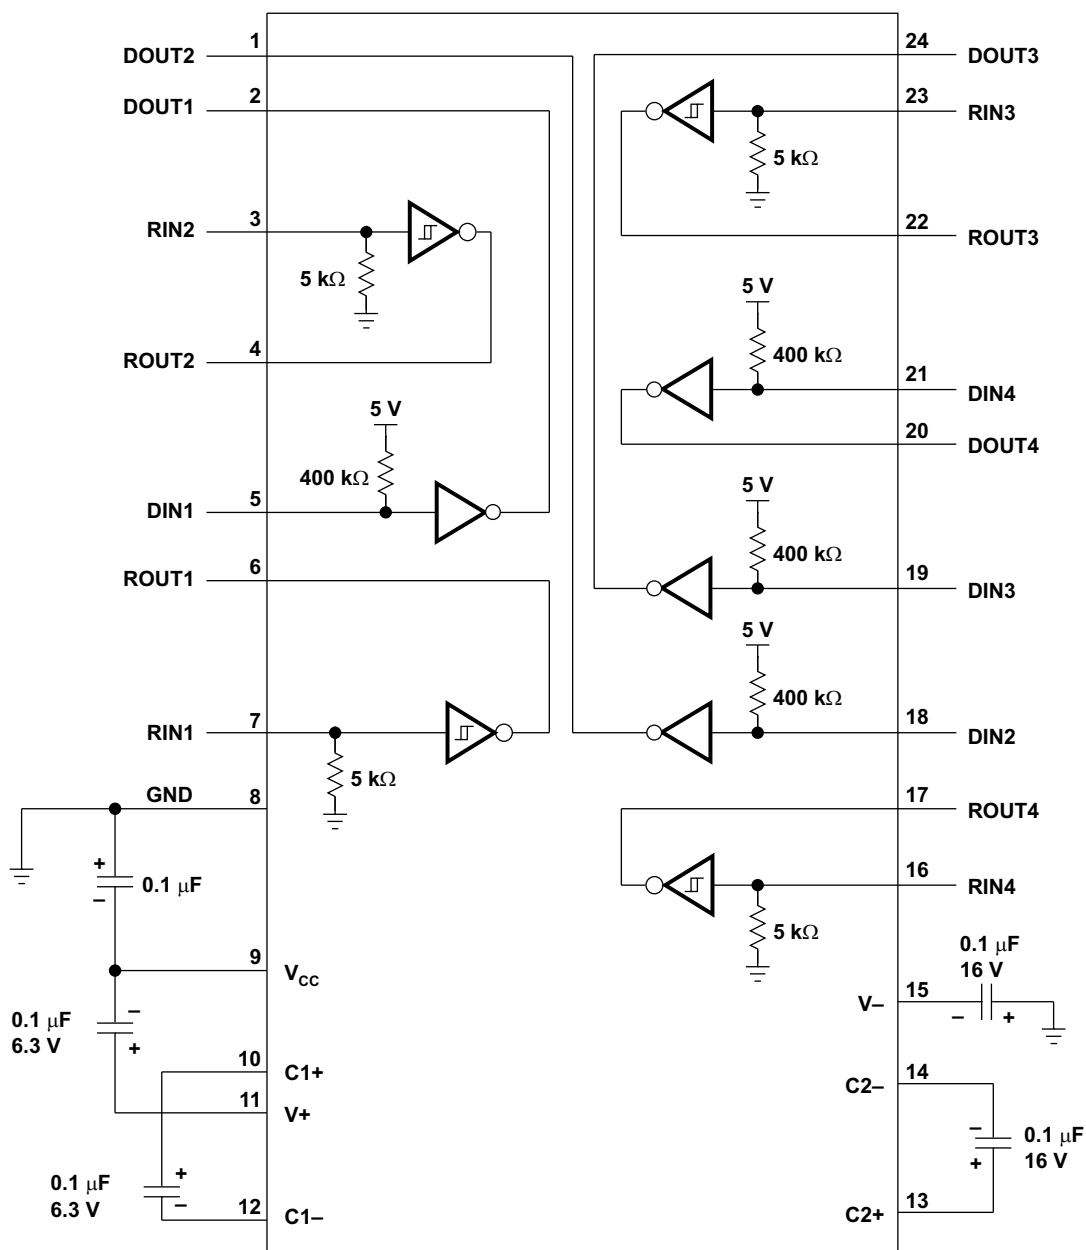 1
DOUT2
2
DOUT1
3
RIN2
5 kΩ
4
ROUT2
5 V
400 kΩ
5
DIN1
6
ROUT1
7
RIN1
5 kΩ
GND
8
+
0.1 μF
–
9
VCC
–
0.1 μF
6.3 V
+
10
C1+
11
V+
+
0.1 μF
6.3 V
–
12
C1–
24
DOUT3
23
RIN3
5 kΩ
22
ROUT3
5 V
400 kΩ
21
DIN4
20
DOUT4
5 V
400 kΩ
19
DIN3
5 V
400 kΩ
18
DIN2
17
ROUT4
16
RIN4
5 kΩ
0.1 μF
16 V
15
V–
– +
14
C2–
–
0.1 μF
16 V
+
13
C2+